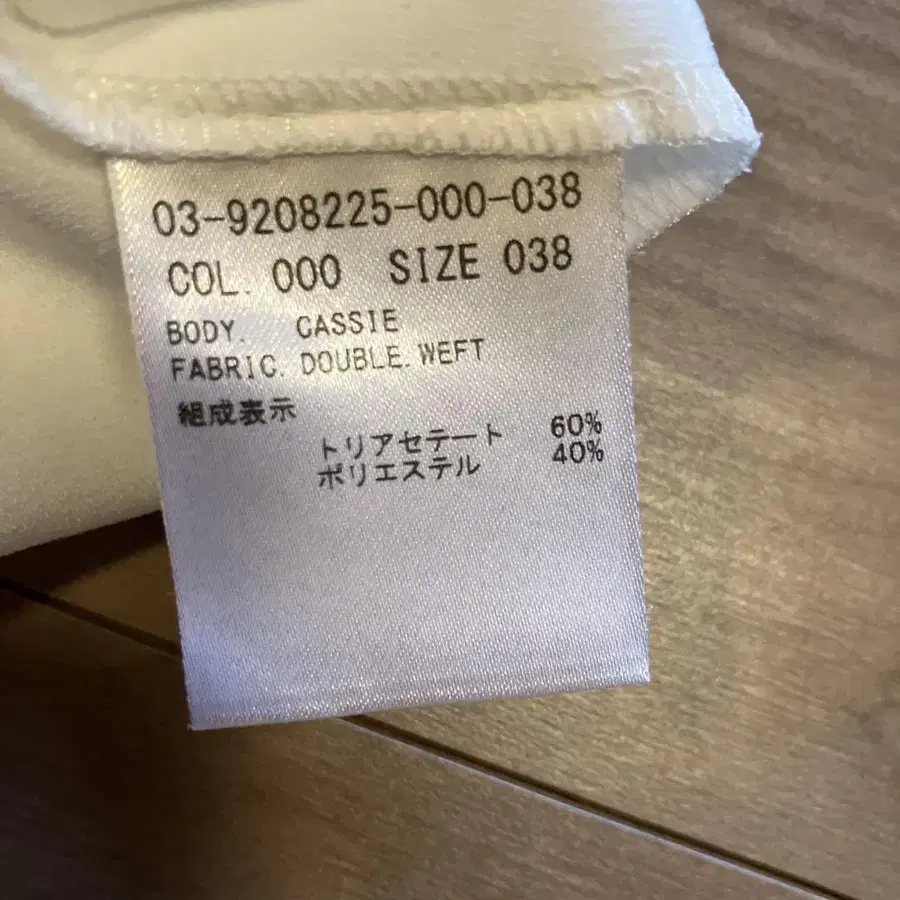 03-9208225-000-038
COL. 000 SIZE 038
BODY. CASSIE
FABRIC. DOUBLE. WEFT
組成表示
トリアセテート 60%
ポリエステル 40%